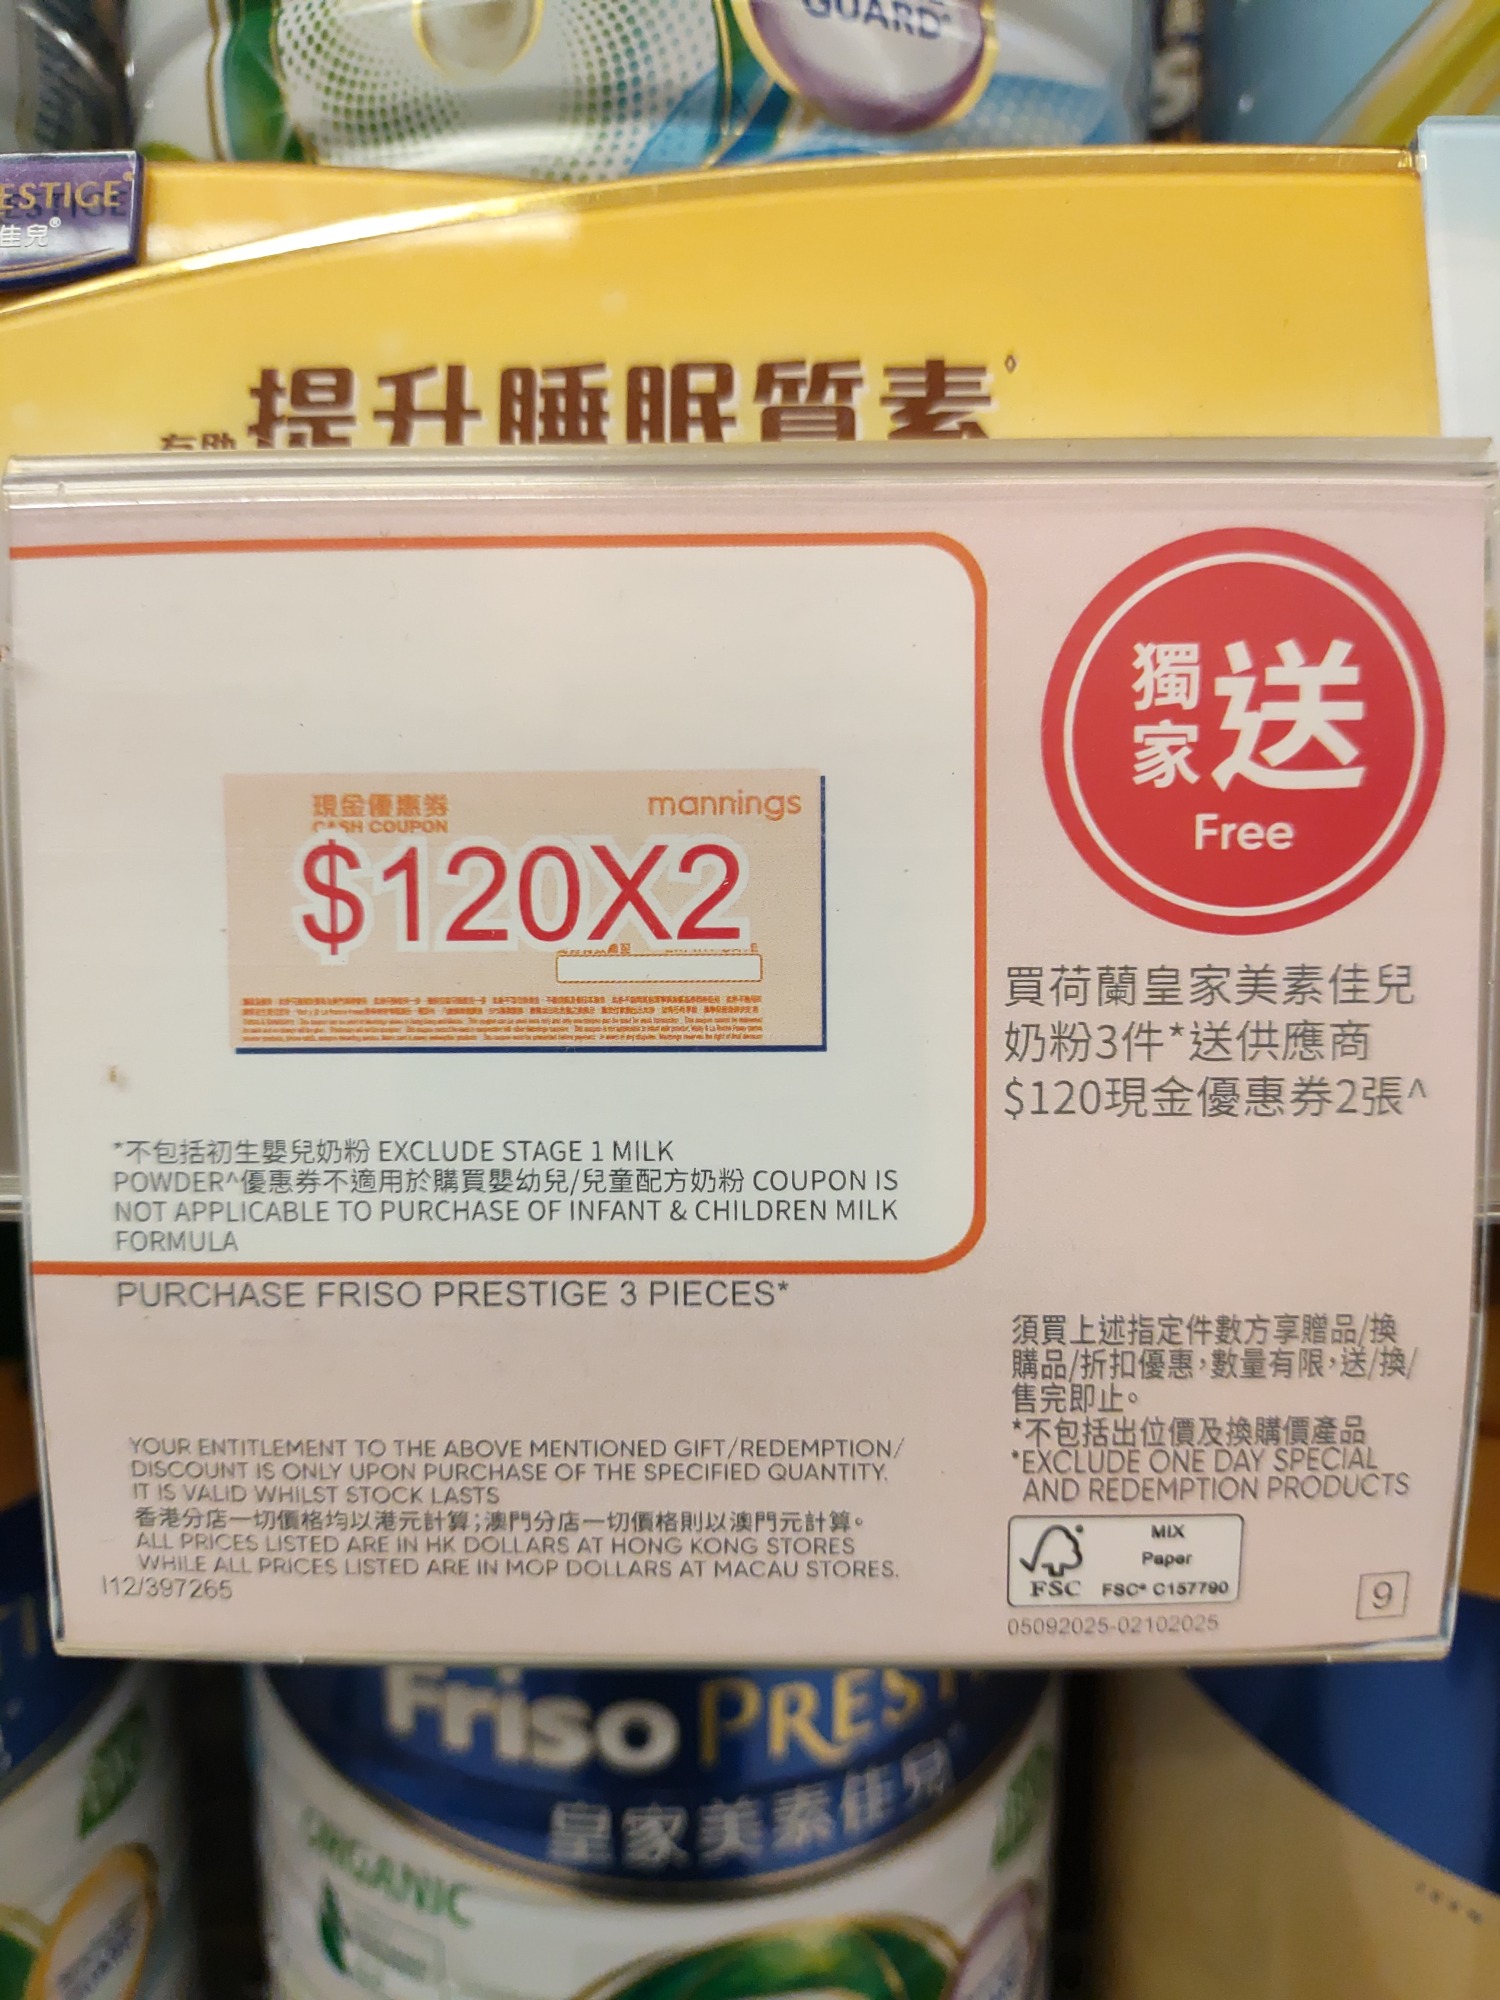 GUARD
ESTIGE
佳兒®
有助提升睡眠質素◊
獨家送
Free
現金優惠券
CASH COUPON
mannings
$120X2
買荷蘭皇家美素佳兒
奶粉3件*送供應商
$120現金優惠券2張^
*不包括初生嬰兒奶粉 EXCLUDE STAGE 1 MILK
POWDER^優惠券不適用於購買嬰幼兒/兒童配方奶粉 COUPON IS
NOT APPLICABLE TO PURCHASE OF INFANT & CHILDREN MILK
FORMULA
PURCHASE FRISO PRESTIGE 3 PIECES*
須買上述指定件數方享贈品/換
購品/折扣優惠，數量有限，送/換/
售完即止。
*不包括出位價及換購價產品
*EXCLUDE ONE DAY SPECIAL
AND REDEMPTION PRODUCTS
YOUR ENTITLEMENT TO THE ABOVE MENTIONED GIFT/REDEMPTION/
DISCOUNT IS ONLY UPON PURCHASE OF THE SPECIFIED QUANTITY.
IT IS VALID WHILST STOCK LASTS
香港分店一切價格均以港元計算；澳門分店一切價格則以澳門元計算。
ALL PRICES LISTED ARE IN HK DOLLARS AT HONG KONG STORES
WHILE ALL PRICES LISTED ARE IN MOP DOLLARS AT MACAU STORES.
I12/397265
FSC
MIX
Paper
FSC® C157790
05092025-02102025
9
Friso PREST
皇家美素佳兒
ORGANIC